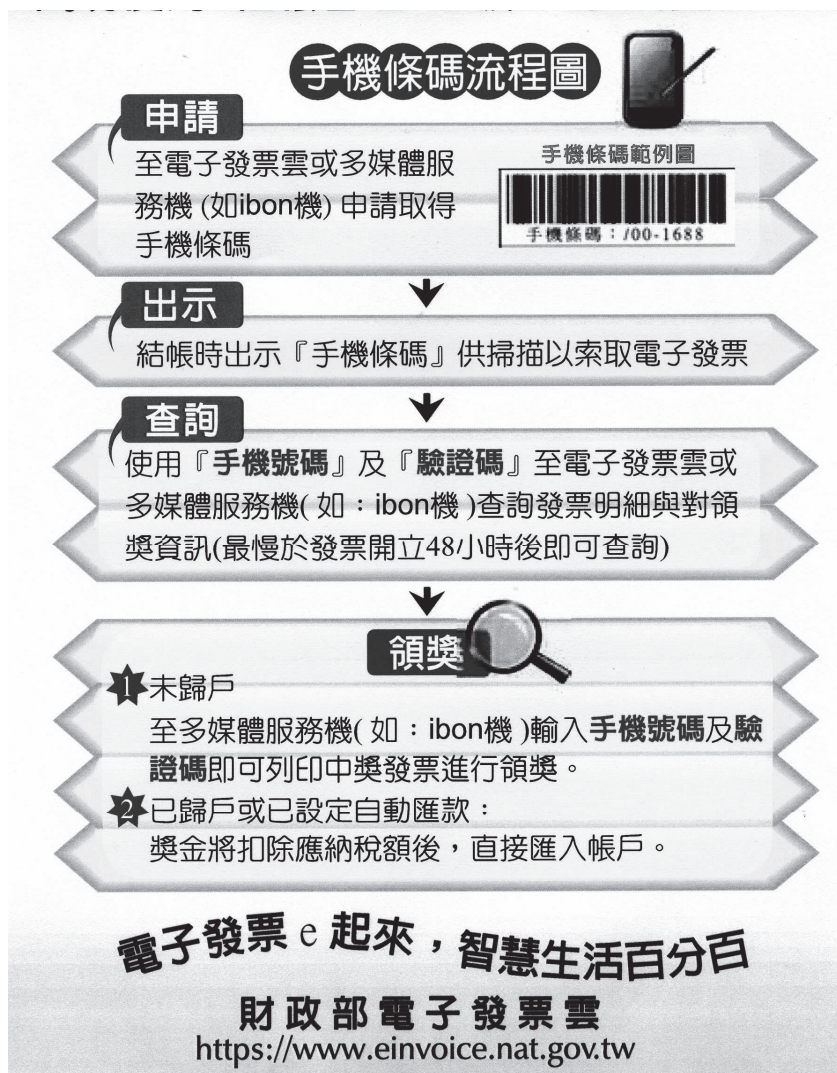 手機條碼流程圖
申請
至電子發票雲或多媒體服
務機 (如ibon機) 申請取得
手機條碼
手機條碼範例圖
手機條碼：/00-1688
出示
結帳時出示『手機條碼』供掃描以索取電子發票
查詢
使用『手機號碼』及『驗證碼』至電子發票雲或
多媒體服務機( 如：ibon機 )查詢發票明細與對領
獎資訊(最慢於發票開立48小時後即可查詢)
領獎
1 未歸戶
至多媒體服務機( 如：ibon機 )輸入手機號碼及驗
證碼即可列印中獎發票進行領獎。
2 已歸戶或已設定自動匯款：
獎金將扣除應納稅額後，直接匯入帳戶。
電子發票 e 起來，智慧生活百分百
財政部電子發票雲
https://www.einvoice.nat.gov.tw